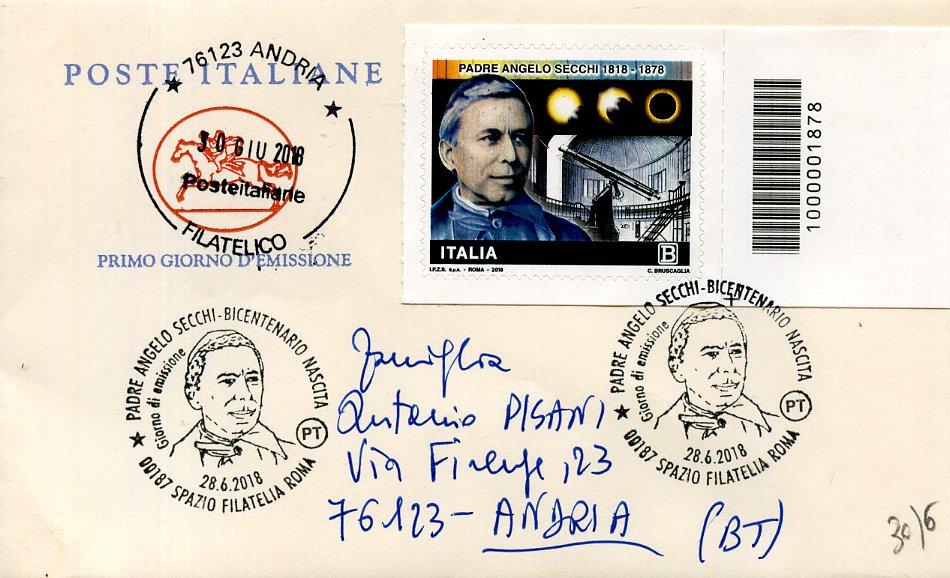 POSTE ITALIANE
76123 ANDRIA
30 GIU 2018
Posteitaliane
FILATELICO
PRIMO GIORNO D'EMISSIONE
PADRE ANGELO SECCHI 1818 - 1878
ITALIA
B
I.P.Z.S. s.p.a. - ROMA - 2018
C. BRUSCAGLIA
1000001878
PADRE ANGELO SECCHI-BICENTENARIO NASCITA
Giorno di emissione
PT
28.6.2018
00187 SPAZIO FILATELIA ROMA
PADRE ANGELO SECCHI-BICENTENARIO NASCITA
Giorno di emissione
PT
28.6.2018
00187 SPAZIO FILATELIA ROMA
Famiglia
Antonio PISANI
Via Firenze, 23
76123 - ANDRIA (BT)
30/6